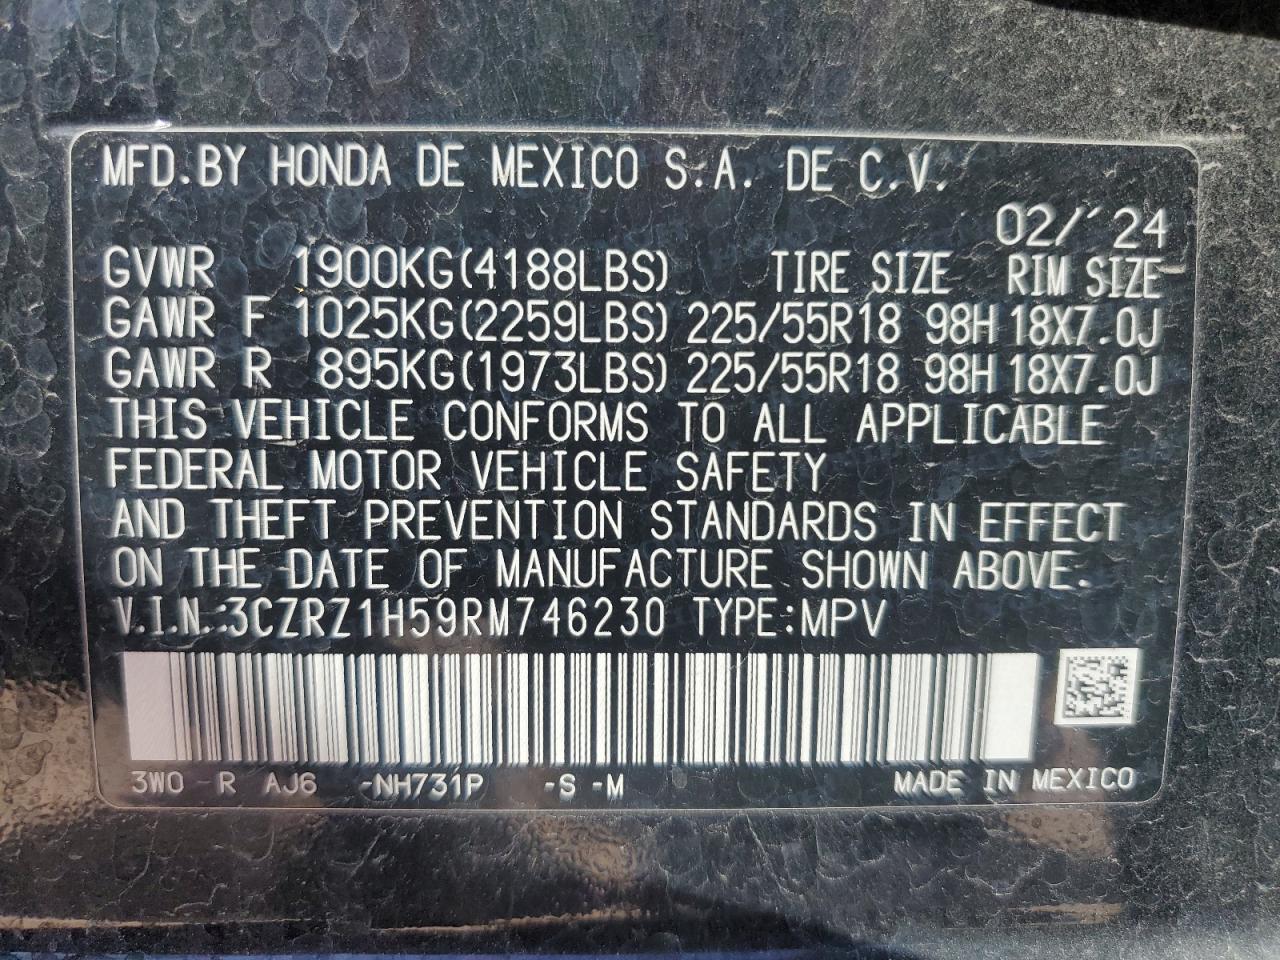 MFD.BY HONDA DE MEXICO S.A. DE C.V.
02/´24
GVWR 1900KG(4188LBS) TIRE SIZE RIM SIZE
GAWR F 1025KG(2259LBS) 225/55R18 98H 18X7.0J
GAWR R 895KG(1973LBS) 225/55R18 98H 18X7.0J
THIS VEHICLE CONFORMS TO ALL APPLICABLE
FEDERAL MOTOR VEHICLE SAFETY
AND THEFT PREVENTION STANDARDS IN EFFECT
ON THE DATE OF MANUFACTURE SHOWN ABOVE.
V.I.N.:3CZRZ1H59RM746230 TYPE:MPV
3W0 -R AJ6 -NH731P -S -M MADE IN MEXICO